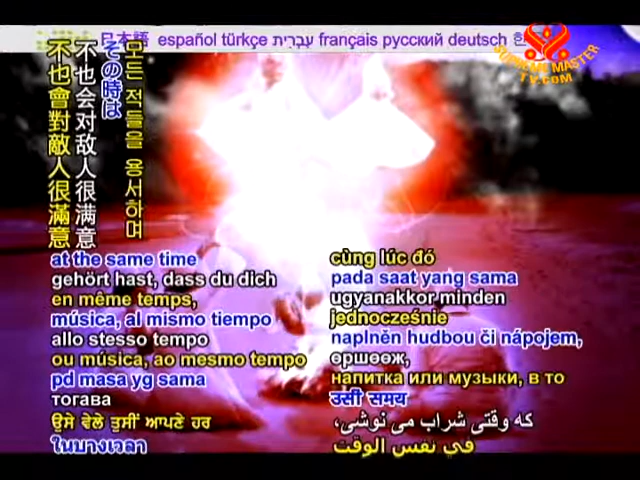 日本語 español türkçe עִבְרִית français русский deutsch 한
SUPREME MASTER
TV.COM
모든 적들을 용서하며
その時は
不也会对敌人很满意
不也會對敵人很滿意
at the same time
gehört hast, dass du dich
en même temps,
música, al mismo tiempo
allo stesso tempo
ou música, ao mesmo tempo
pd masa yg sama
тогава
ਉਸੇ ਵੇਲੇ ਤੁਸੀਂ ਆਪਣੇ ਹਰ
ในบางเวลา
cùng lúc đó
pada saat yang sama
ugyanakkor minden
jednocześnie
naplněn hudbou či nápojem,
өршөөж,
напитка или музыки, в то
उसी समय
که وقتی شراب می نوشی،
في نفس الوقت